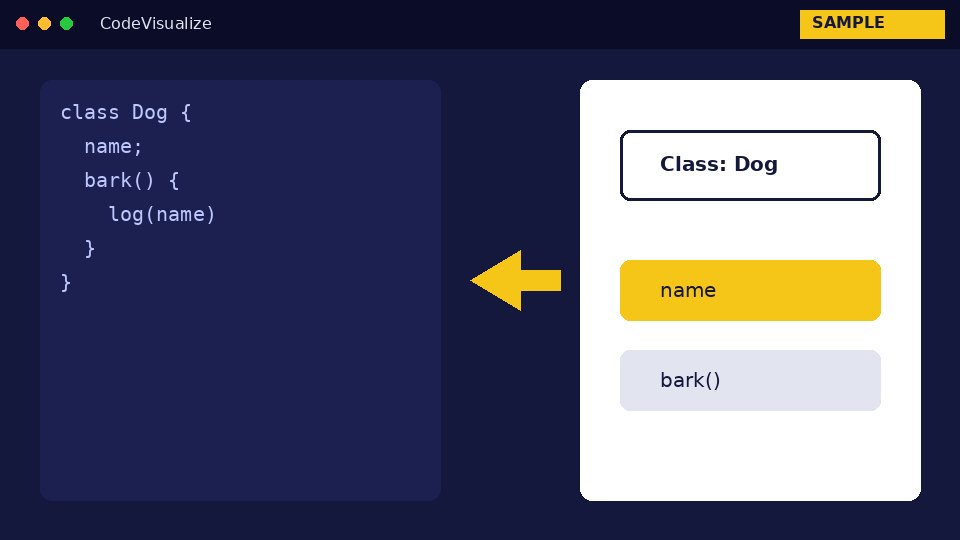 CodeVisualize
SAMPLE
class Dog {
  name;
  bark() {
    log(name)
  }
}
Class: Dog
name
bark()